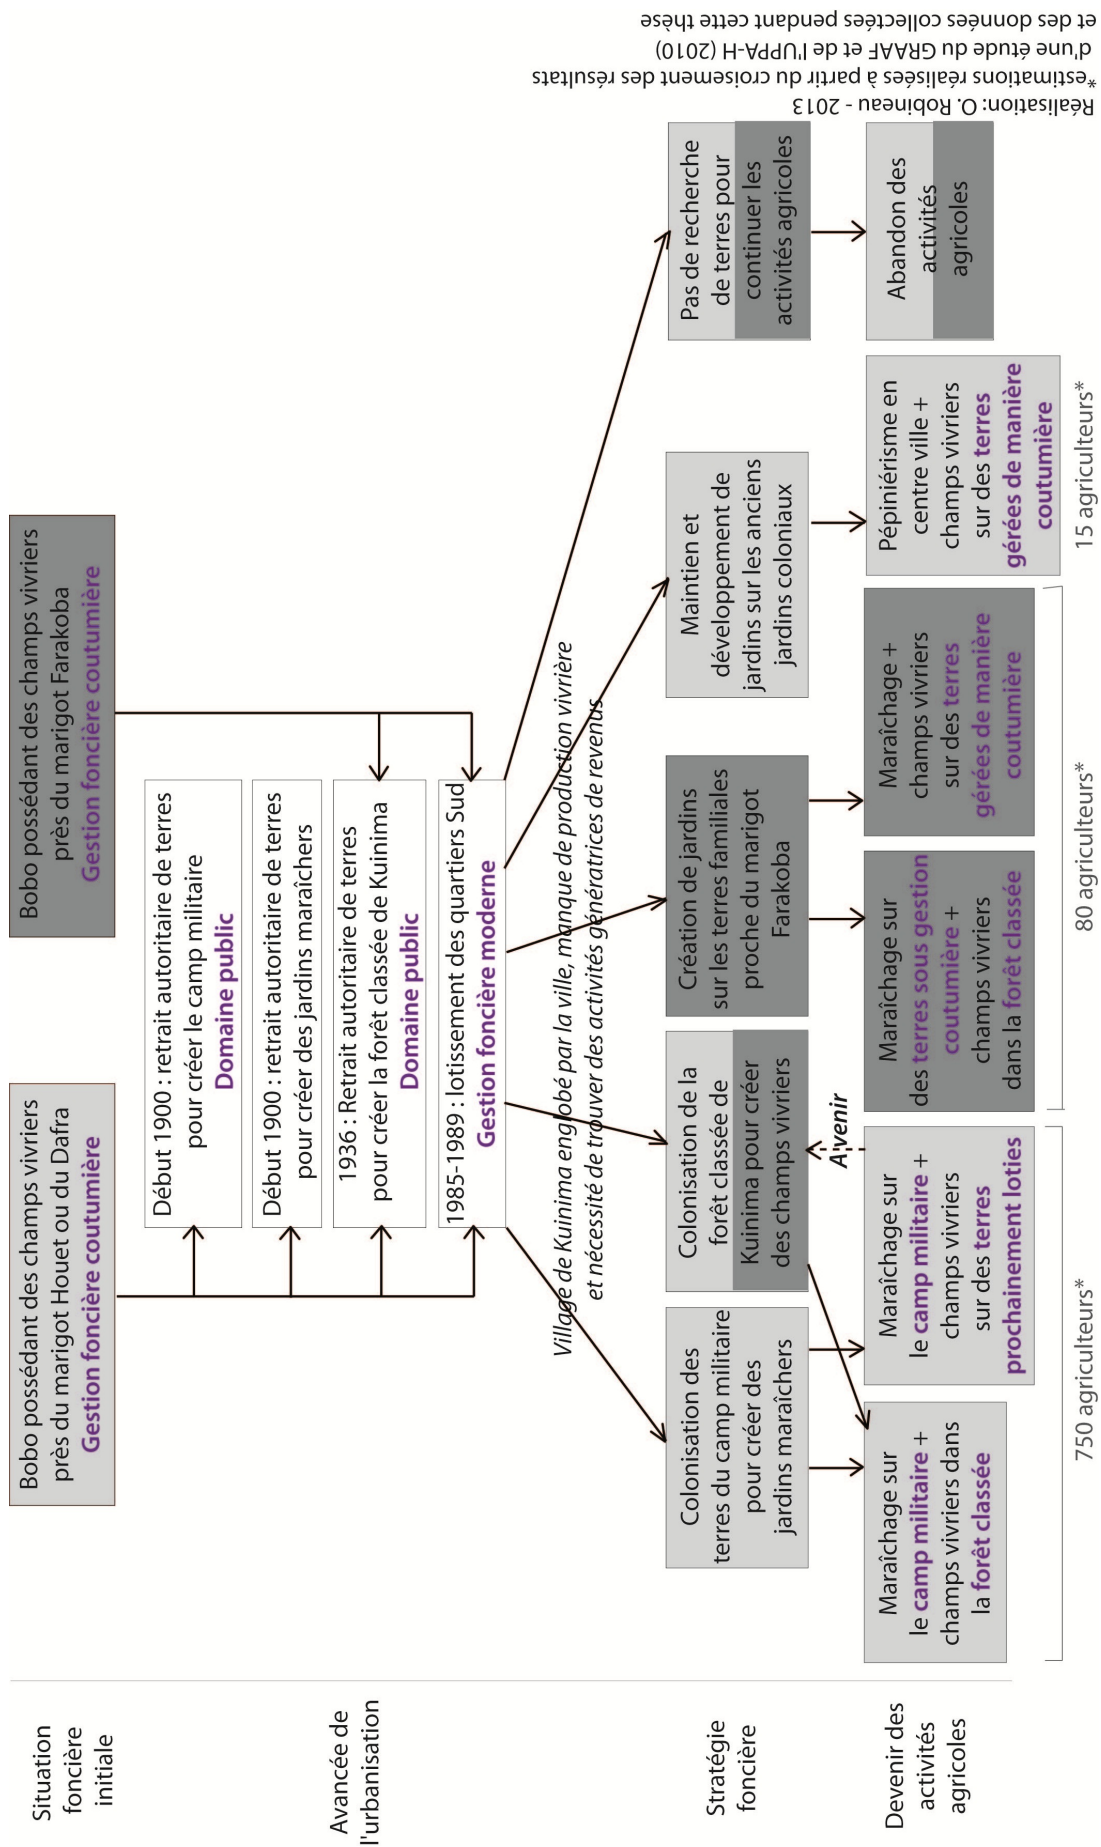 Situation
foncière
initiale
Bobo possédant des champs vivriers
près du marigot Houet ou du Dafra
Gestion foncière coutumière
Bobo possédant des champs vivriers
près du marigot Farakoba
Gestion foncière coutumière
Avancée de
l'urbanisation
Début 1900 : retrait autoritaire de terres
pour créer le camp militaire
Domaine public
Début 1900 : retrait autoritaire de terres
pour créer des jardins maraîchers
1936 : Retrait autoritaire de terres
pour créer la forêt classée de Kuinima
Domaine public
1985-1989 : lotissement des quartiers Sud
Gestion foncière moderne
Village de Kuinima englobé par la ville, manque de production vivrière
et nécessité de trouver des activités génératrices de revenus
Stratégie
foncière
Colonisation des
terres du camp militaire
pour créer des
jardins maraîchers
Colonisation de la
forêt classée de
Kuinima pour créer
des champs vivriers
Création de jardins
sur les terres familiales
proche du marigot
Farakoba
Maintien et
développement de
jardins sur les anciens
jardins coloniaux
Pas de recherche
de terres pour
continuer les
activités agricoles
A venir
Devenir des
activités
agricoles
Maraîchage sur
le camp militaire +
champs vivriers dans
la forêt classée
Maraîchage sur
le camp militaire +
champs vivriers
sur des terres
prochainement loties
Maraîchage sur
des terres sous gestion
coutumière +
champs vivriers
dans la forêt classée
Maraîchage +
champs vivriers
sur des terres
gérées de manière
coutumière
Pépiniérisme en
centre ville +
champs vivriers
sur des terres
gérées de manière
coutumière
Abandon des
activités
agricoles
750 agriculteurs*
80 agriculteurs*
15 agriculteurs*
Réalisation: O. Robineau - 2013
*estimations réalisées à partir du croisement des résultats
d'une étude du GRAAF et de l'UPPA-H (2010)
et des données collectées pendant cette thèse